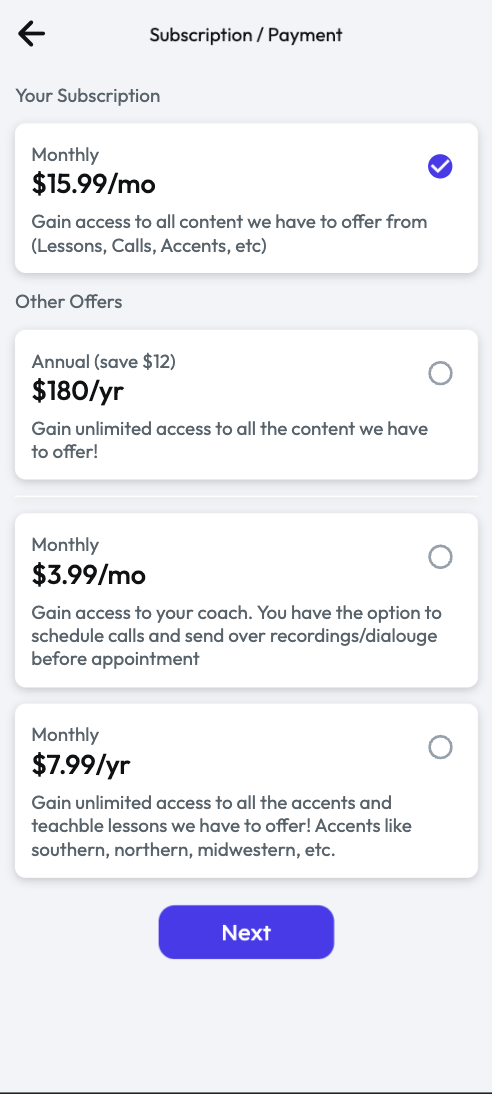 Subscription / Payment
Your Subscription
Monthly
$15.99/mo
Gain access to all content we have to offer from
(Lessons, Calls, Accents, etc)
Other Offers
Annual (save $12)
$180/yr
Gain unlimited access to all the content we have
to offer!
Monthly
$3.99/mo
Gain access to your coach. You have the option to
schedule calls and send over recordings/dialouge
before appointment
Monthly
$7.99/yr
Gain unlimited access to all the accents and
teachble lessons we have to offer! Accents like
southern, northern, midwestern, etc.
Next